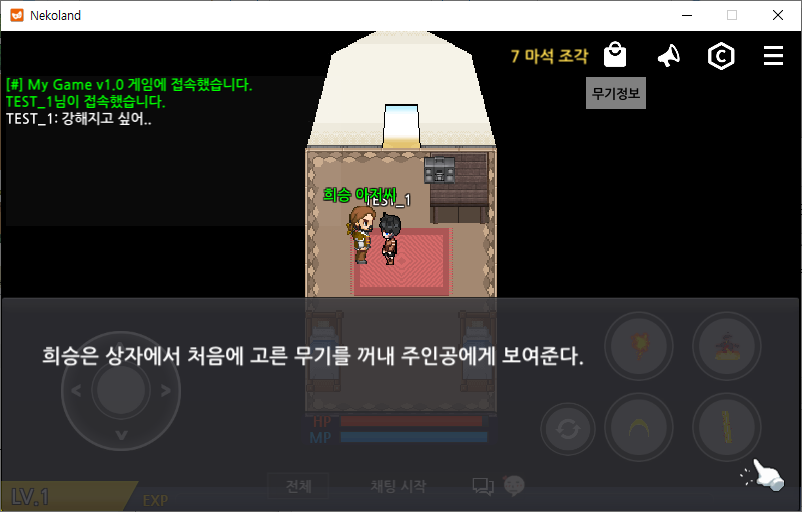 Nekoland
7 마석 조각
[#] My Game v1.0 게임에 접속했습니다.
TEST_1님이 접속했습니다.
TEST_1: 강해지고 싶어..
무기정보
희승 아저씨
TEST_1
희승은 상자에서 처음에 고른 무기를 꺼내 주인공에게 보여준다.
HP
MP
전체
채팅 시작
LV.1
EXP